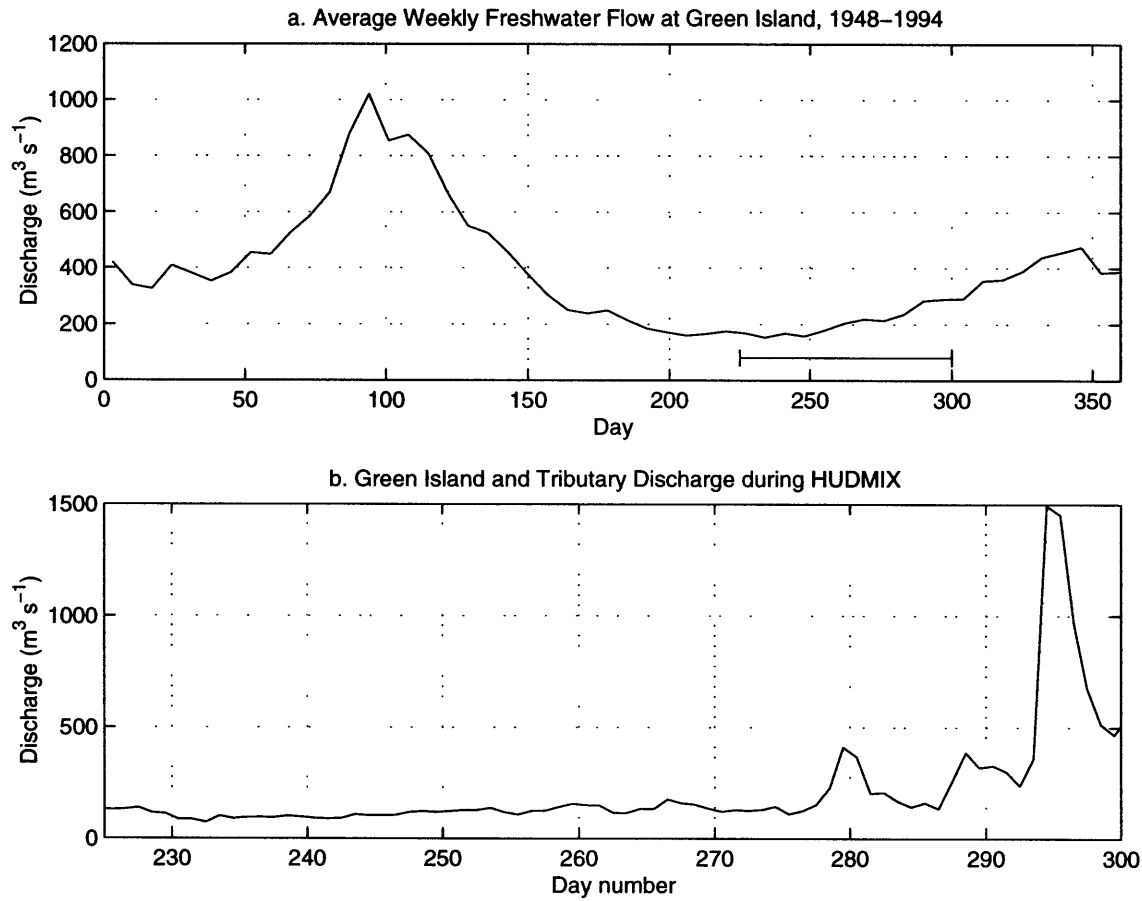 a. Average Weekly Freshwater Flow at Green Island, 1948–1994
1200
1000
800
600
400
200
0
Discharge (m³ s⁻¹)
0 50 100 150 200 250 300 350
Day
b. Green Island and Tributary Discharge during HUDMIX
1500
1000
500
0
Discharge (m³ s⁻¹)
230 240 250 260 270 280 290 300
Day number